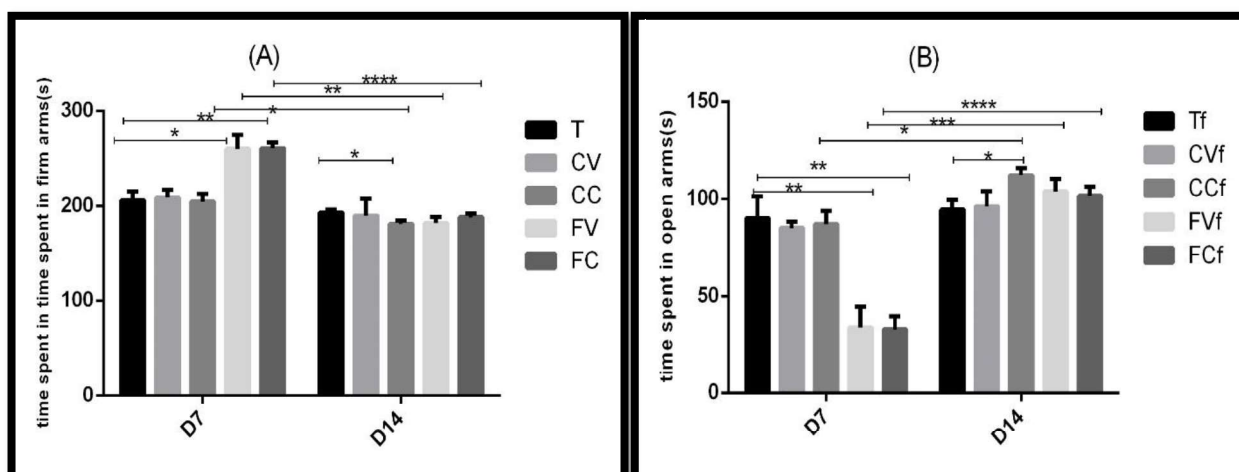 (A)
time spent in time spent in firm arms(s)
300
200
100
0
****
**
*
**
*
*
D7
D14
T
CV
CC
FV
FC
(B)
time spent in open arms(s)
150
100
50
0
****
***
*
**
**
*
D7
D14
Tf
CVf
CCf
FVf
FCf